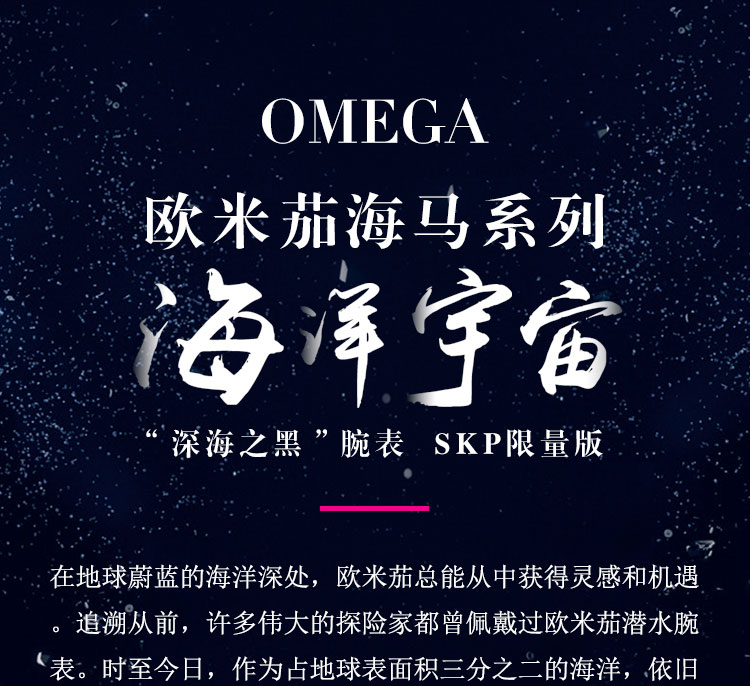 OMEGA
欧米茄海马系列
海洋宇宙
“深海之黑”腕表 SKP限量版
在地球蔚蓝的海洋深处，欧米茄总能从中获得灵感和机遇
。追溯从前，许多伟大的探险家都曾佩戴过欧米茄潜水腕
表。时至今日，作为占地球表面积三分之二的海洋，依旧